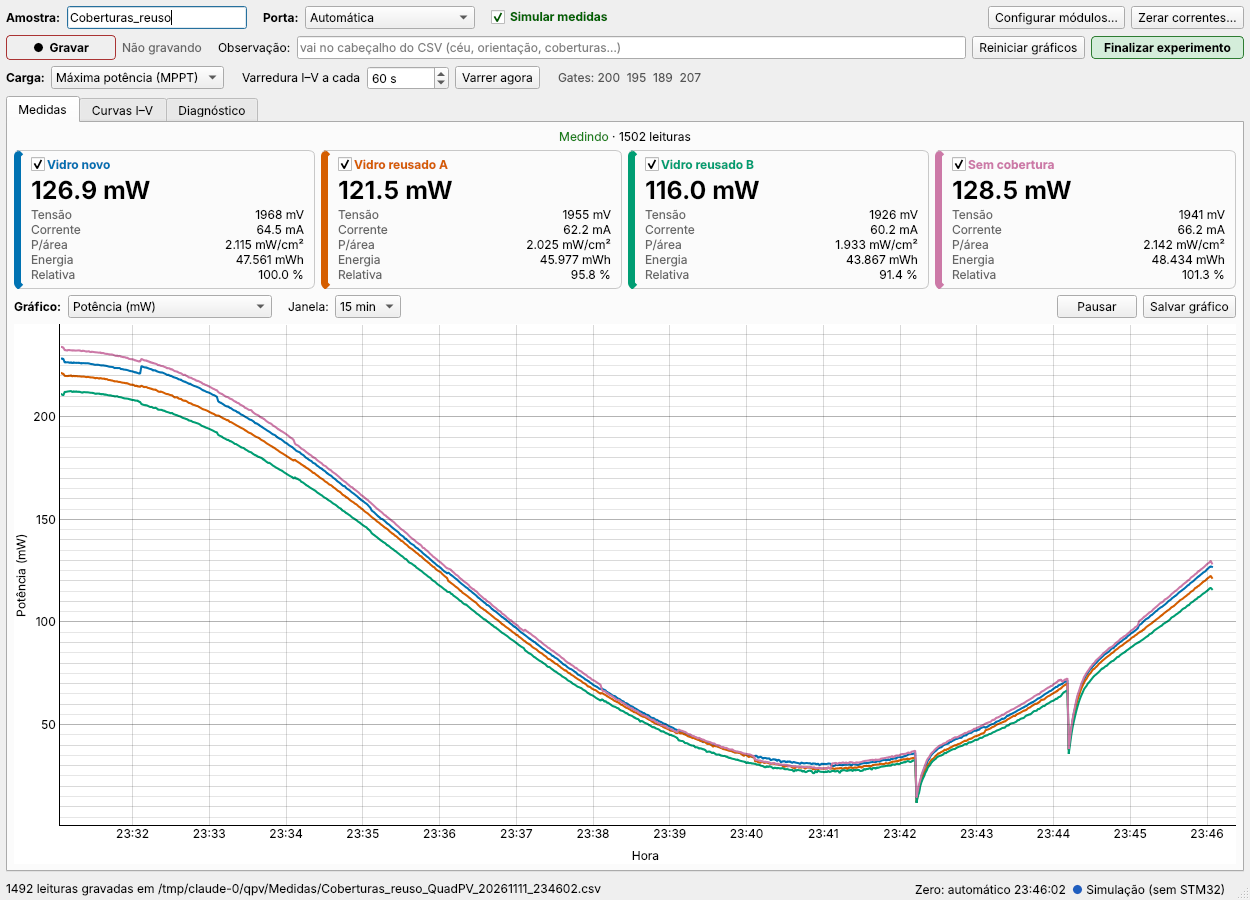 Amostra: Coberturas_reuso Porta: Automática Simular medidas Configurar módulos... Zerar correntes...
Gravar Não gravando Observação: vai no cabeçalho do CSV (céu, orientação, coberturas...) Reiniciar gráficos Finalizar experimento
Carga: Máxima potência (MPPT) Varredura I–V a cada 60 s Varrer agora Gates: 200 195 189 207
Medidas Curvas I–V Diagnóstico
Medindo · 1502 leituras
Vidro novo
126.9 mW
Tensão 1968 mV
Corrente 64.5 mA
P/área 2.115 mW/cm²
Energia 47.561 mWh
Relativa 100.0 %
Vidro reusado A
121.5 mW
Tensão 1955 mV
Corrente 62.2 mA
P/área 2.025 mW/cm²
Energia 45.977 mWh
Relativa 95.8 %
Vidro reusado B
116.0 mW
Tensão 1926 mV
Corrente 60.2 mA
P/área 1.933 mW/cm²
Energia 43.867 mWh
Relativa 91.4 %
Sem cobertura
128.5 mW
Tensão 1941 mV
Corrente 66.2 mA
P/área 2.142 mW/cm²
Energia 48.434 mWh
Relativa 101.3 %
Gráfico: Potência (mW) Janela: 15 min Pausar Salvar gráfico
Potência (mW)
200
150
100
50
23:32 23:33 23:34 23:35 23:36 23:37 23:38 23:39 23:40 23:41 23:42 23:43 23:44 23:45 23:46
Hora
1492 leituras gravadas em /tmp/claude-0/qpv/Medidas/Coberturas_reuso_QuadPV_20261111_234602.csv Zero: automático 23:46:02 Simulação (sem STM32)